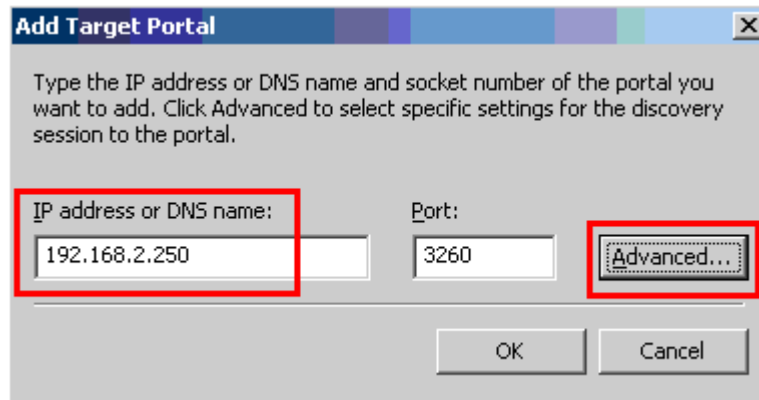 Add Target Portal
Type the IP address or DNS name and socket number of the portal you
want to add. Click Advanced to select specific settings for the discovery
session to the portal.
IP address or DNS name: Port:
192.168.2.250 3260 Advanced...
OK Cancel